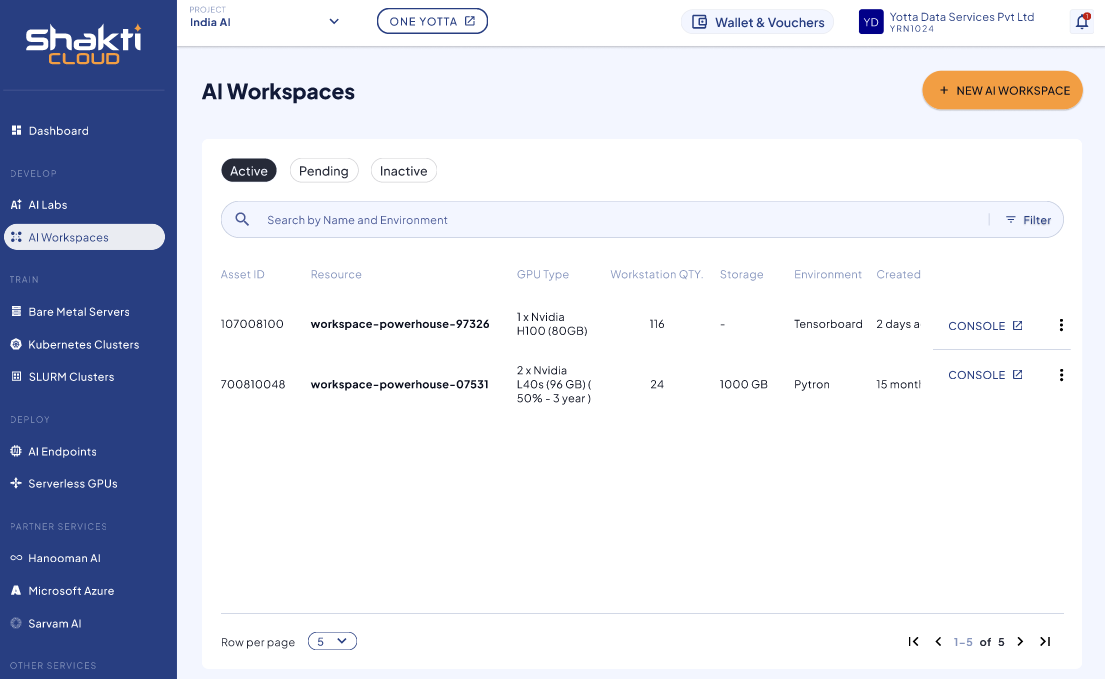 Shakti
CLOUD
PROJECT
India AI
ONE YOTTA
Wallet & Vouchers
YD
Yotta Data Services Pvt Ltd
YRN1024
1
Dashboard
DEVELOP
AI Labs
AI Workspaces
TRAIN
Bare Metal Servers
Kubernetes Clusters
SLURM Clusters
DEPLOY
AI Endpoints
Serverless GPUs
PARTNER SERVICES
Hanooman AI
Microsoft Azure
Sarvam AI
OTHER SERVICES
AI Workspaces
+ NEW AI WORKSPACE
Active Pending Inactive
Search by Name and Environment
Filter
Asset ID Resource GPU Type Workstation QTY. Storage Environment Created
107008100 workspace-powerhouse-97326 1 x Nvidia
H100 (80GB)
116 - Tensorboard 2 days a CONSOLE
700810048 workspace-powerhouse-07531 2 x Nvidia
L40s (96 GB) (
50% - 3 year )
24 1000 GB Pytron 15 montl CONSOLE
Row per page 5
1-5 of 5